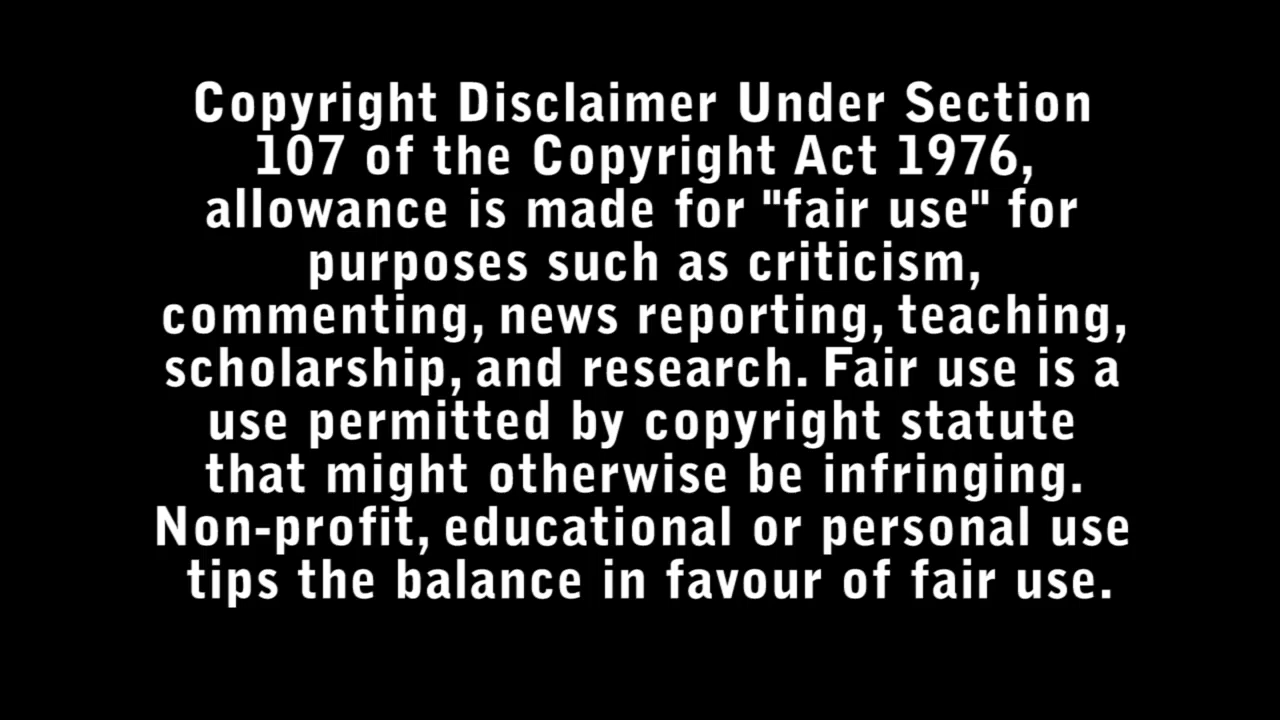 Copyright Disclaimer Under Section
107 of the Copyright Act 1976,
allowance is made for "fair use" for
purposes such as criticism,
commenting, news reporting, teaching,
scholarship, and research. Fair use is a
use permitted by copyright statute
that might otherwise be infringing.
Non-profit, educational or personal use
tips the balance in favour of fair use.